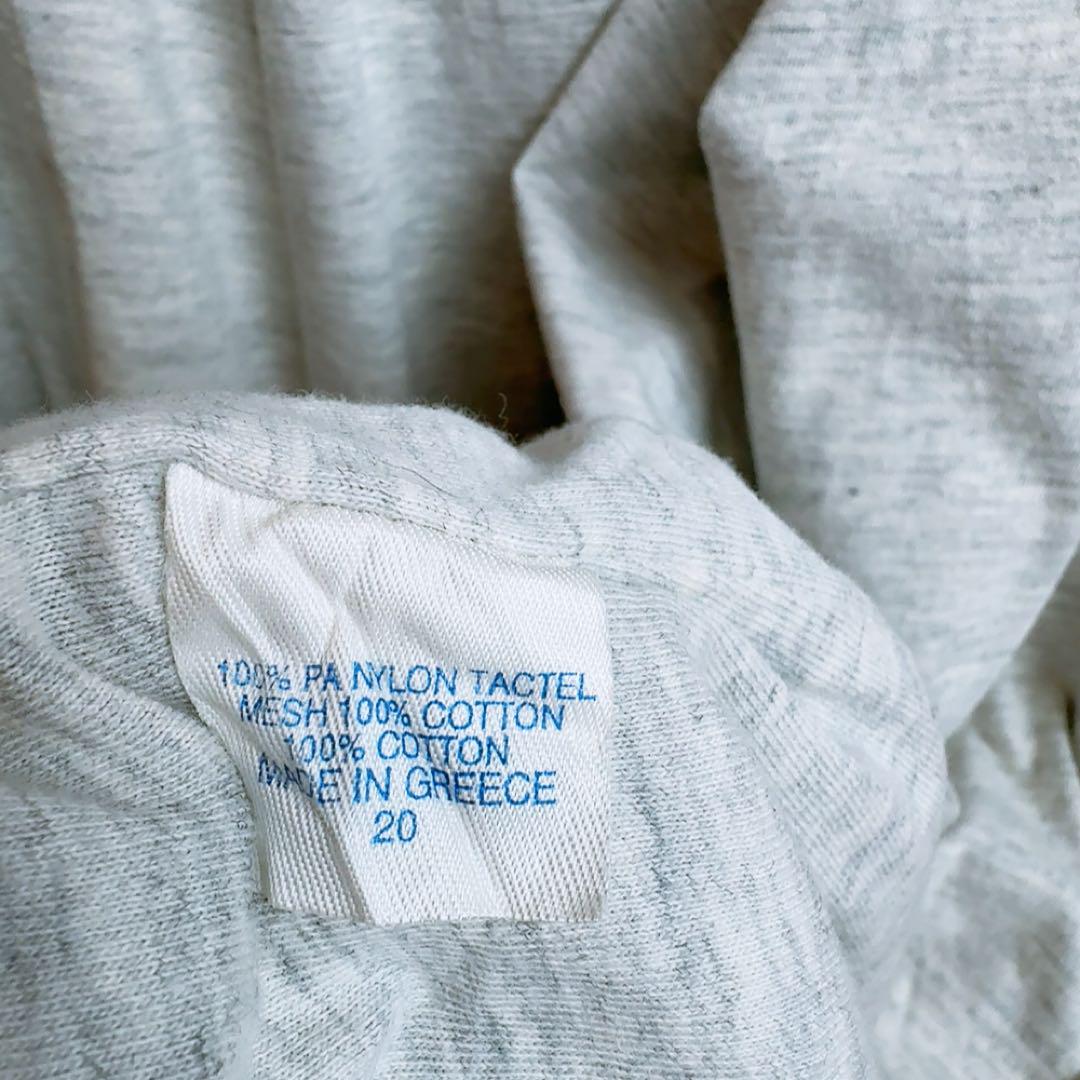 100% PA NYLON TACTEL
MESH 100% COTTON
100% COTTON
MADE IN GREECE
20